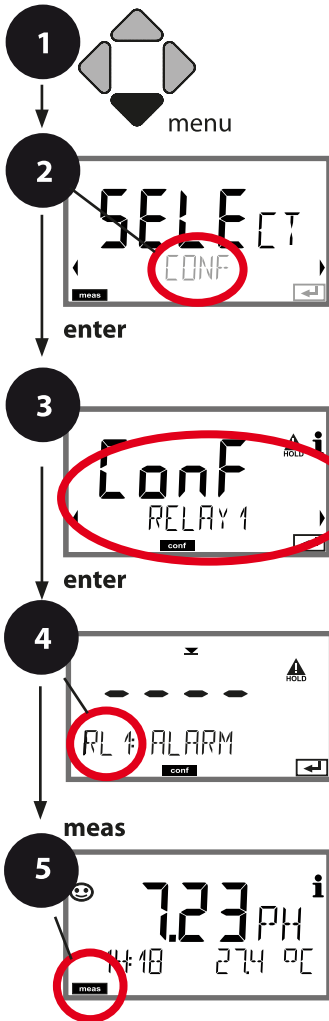 1
menu
2
SELECT
CONF
meas
enter
3
ConF
HOLD
i
RELAY 1
conf
enter
4
- - - -
HOLD
RL 1: ALARM
conf
meas
5
7.23 PH
i
14:18 27.4 °C
meas